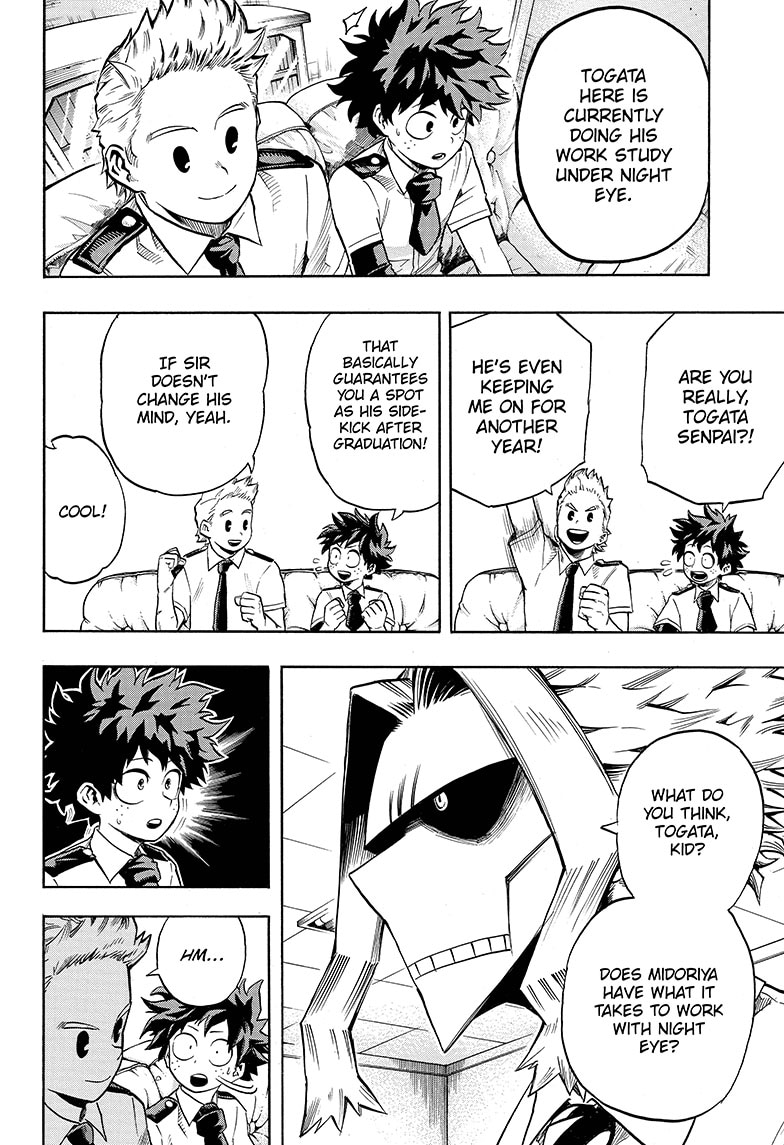 TOGATA
HERE IS
CURRENTLY
DOING HIS
WORK STUDY
UNDER NIGHT
EYE.
ARE YOU
REALLY,
TOGATA
SENPAI?!
HE'S EVEN
KEEPING
ME ON FOR
ANOTHER
YEAR!
THAT
BASICALLY
GUARANTEES
YOU A SPOT
AS HIS SIDE-
KICK AFTER
GRADUATION!
IF SIR
DOESN'T
CHANGE HIS
MIND, YEAH.
COOL!
WHAT DO
YOU THINK,
TOGATA,
KID?
DOES MIDORIYA
HAVE WHAT IT
TAKES TO WORK
WITH NIGHT
EYE?
HM...